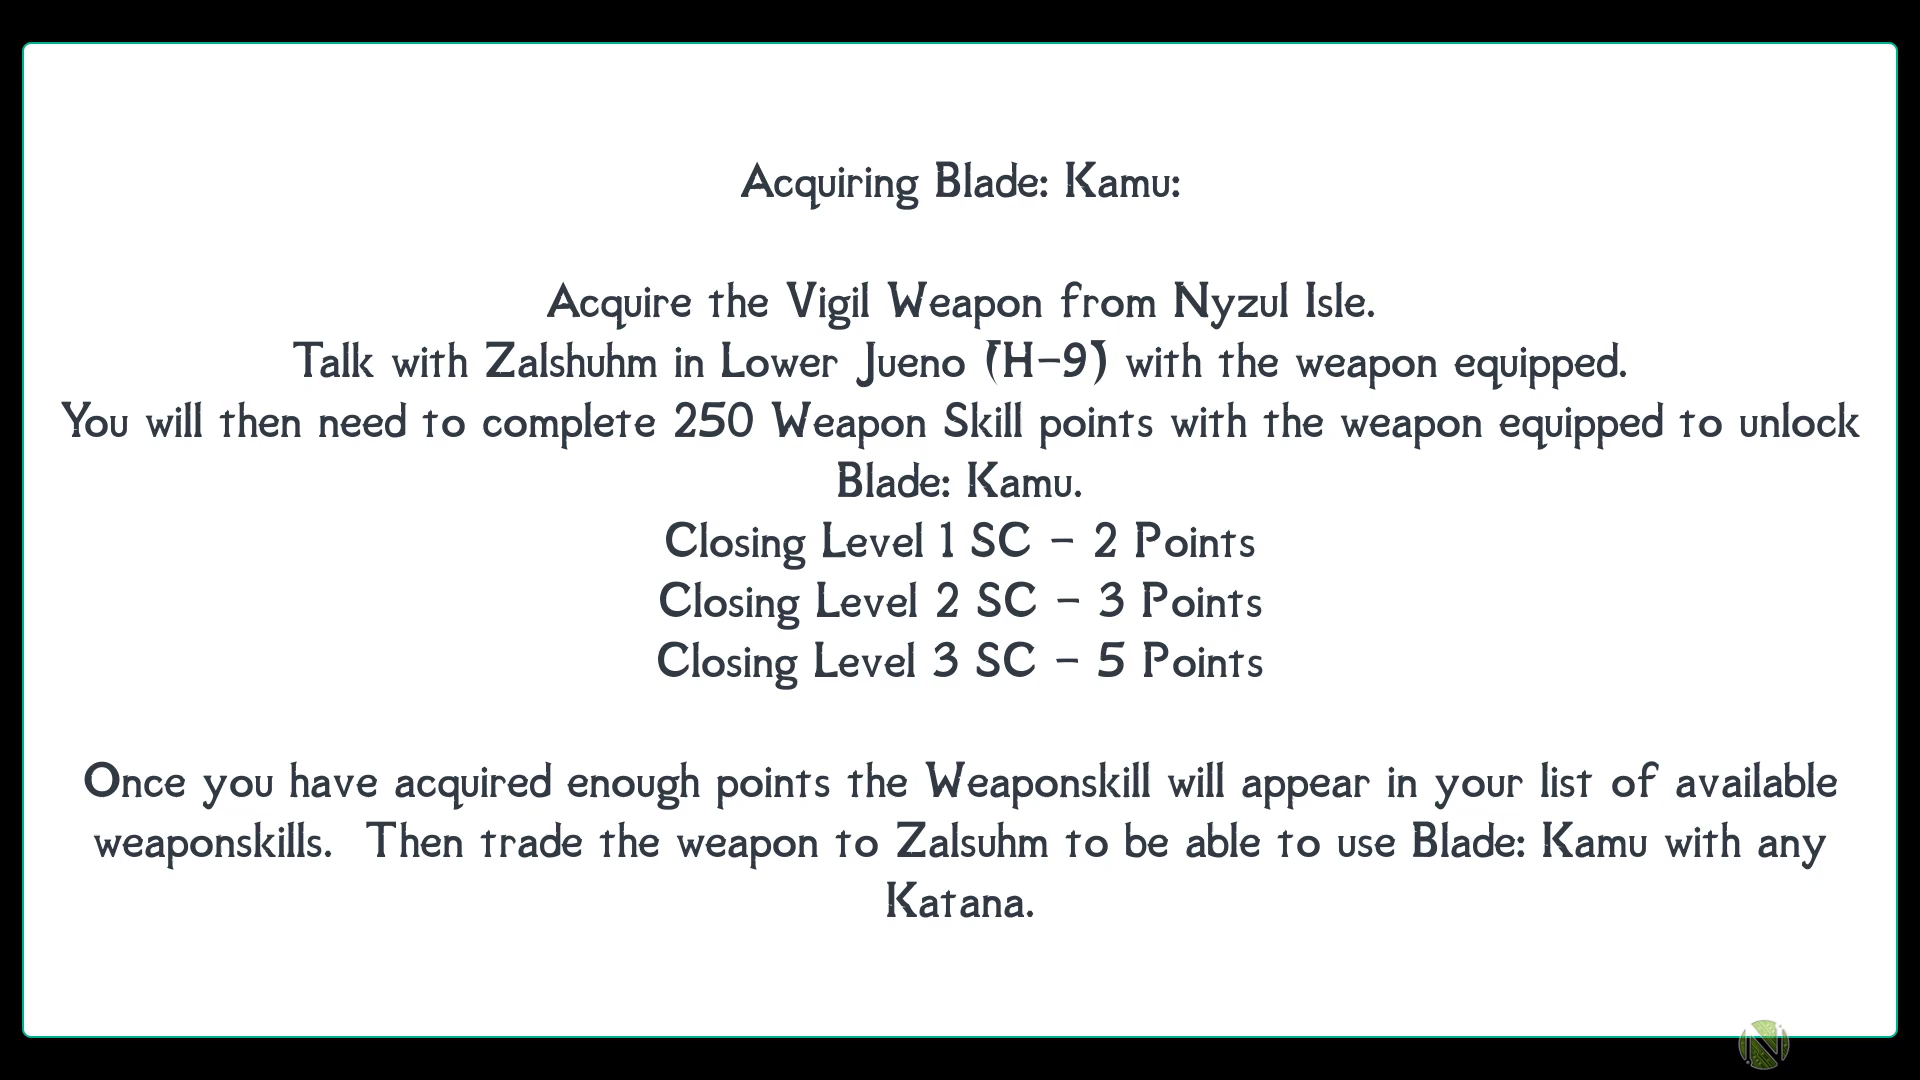 Acquiring Blade: Kamu:
Acquire the Vigil Weapon from Nyzul Isle.
Talk with Zalshuhm in Lower Jueno (H-9) with the weapon equipped.
You will then need to complete 250 Weapon Skill points with the weapon equipped to unlock
Blade: Kamu.
Closing Level 1 SC - 2 Points
Closing Level 2 SC - 3 Points
Closing Level 3 SC - 5 Points
Once you have acquired enough points the Weaponskill will appear in your list of available
weaponskills.  Then trade the weapon to Zalsuhm to be able to use Blade: Kamu with any
Katana.
N